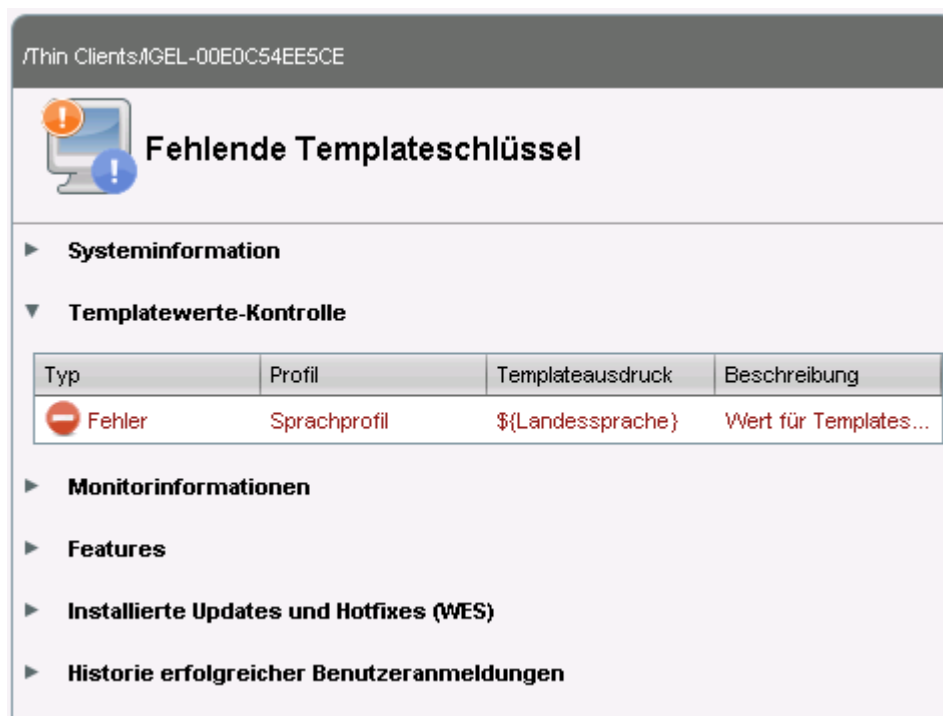 /Thin Clients/IGEL-00E0C54EE5CE
Fehlende Templateschlüssel
Systeminformation
Templatewerte-Kontrolle
Typ Profil Templateausdruck Beschreibung
Fehler Sprachprofil ${Landessprache} Wert für Templates...
Monitorinformationen
Features
Installierte Updates und Hotfixes (WES)
Historie erfolgreicher Benutzeranmeldungen